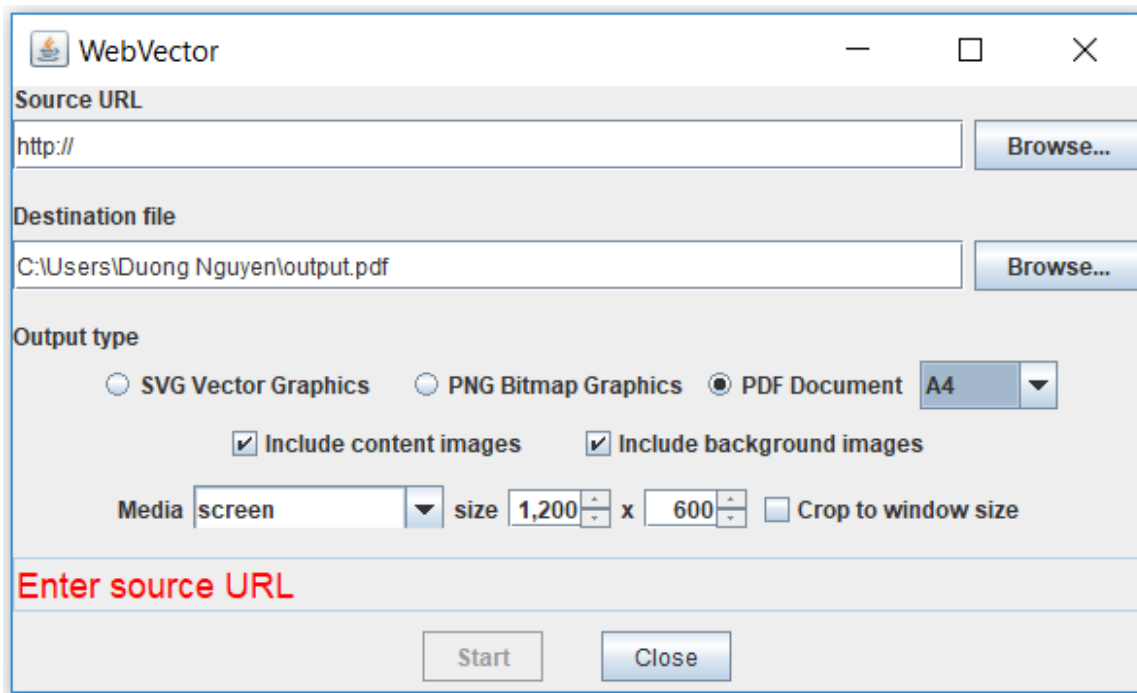 WebVector
Source URL
http:// Browse...
Destination file
C:\Users\Duong Nguyen\output.pdf Browse...
Output type
SVG Vector Graphics PNG Bitmap Graphics PDF Document A4
Include content images Include background images
Media screen size 1,200 x 600 Crop to window size
Enter source URL
Start Close